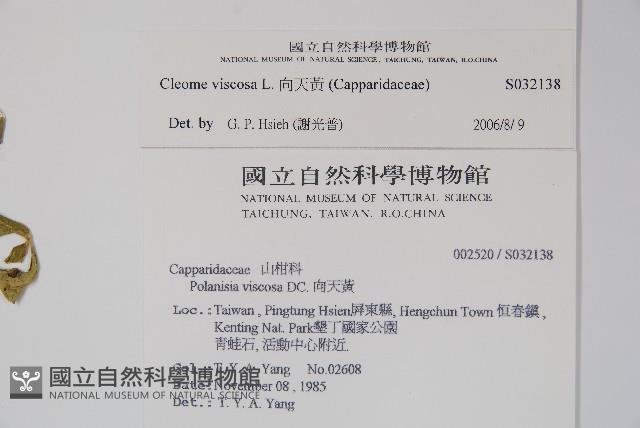 國立自然科學博物館
NATIONAL MUSEUM OF NATURAL SCIENCE, TAICHUNG, TAIWAN, R.O.CHINA
Cleome viscosa L. 向天黃 (Capparidaceae) S032138
Det. by G. P. Hsieh (謝光普) 2006/8/9
國立自然科學博物館
NATIONAL MUSEUM OF NATURAL SCIENCE
TAICHUNG, TAIWAN, R.O.CHINA
002520 / S032138
Capparidaceae 山柑科
Polanisia viscosa DC. 向天黃
Loc.: Taiwan, Pingtung Hsien屏東縣, Hengchun Town 恆春鎮,
Kenting Nat. Park墾丁國家公園
青蛙石, 活動中心附近.
Col.: T. Y. A. Yang No.02608
Date: November 08, 1985
Det.: T. Y. A. Yang
國立自然科學博物館
NATIONAL MUSEUM OF NATURAL SCIENCE